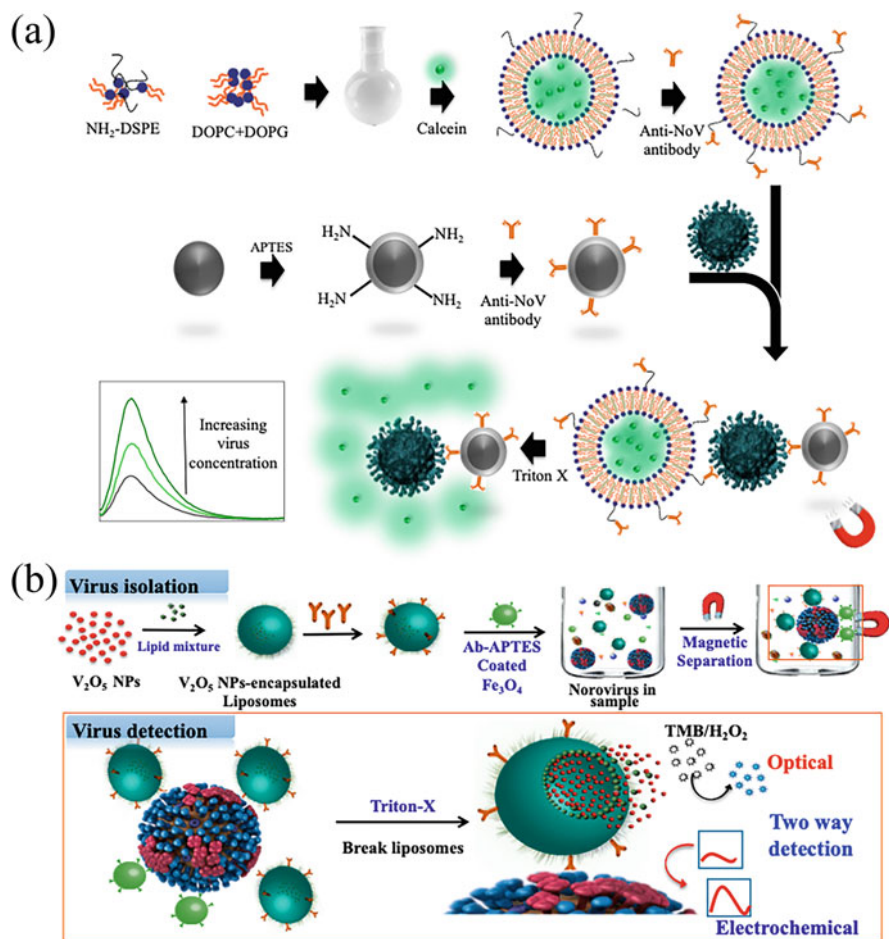 (a)
NH₂-DSPE
DOPC+DOPG
Calcein
Anti-NoV
antibody
APTES
H₂N
NH₂
H₂N
NH₂
Anti-NoV
antibody
Increasing
virus
concentration
Triton X
(b)
Virus isolation
Lipid mixture
V₂O₅ NPs
V₂O₅ NPs-encapsulated
Liposomes
Ab-APTES
Coated
Fe₃O₄
Norovirus in
sample
Magnetic
Separation
Virus detection
Triton-X
Break liposomes
TMB/H₂O₂
Optical
Two way
detection
Electrochemical